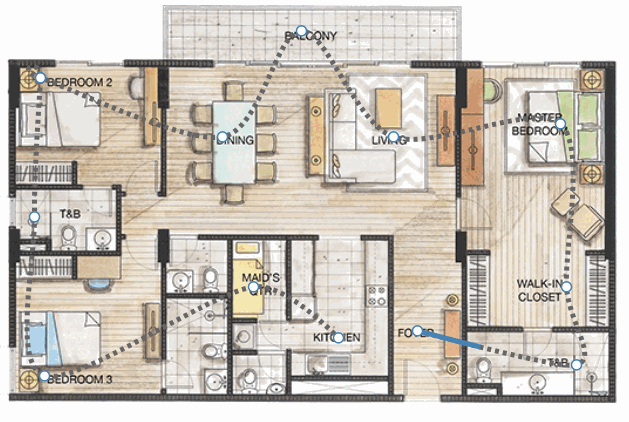 BALCONY
BEDROOM 2
DINING
LIVING
MASTER
BEDROOM
T&B
MAID'S
QTR
WALK-IN
CLOSET
KITCHEN
FOYER
T&B
BEDROOM 3